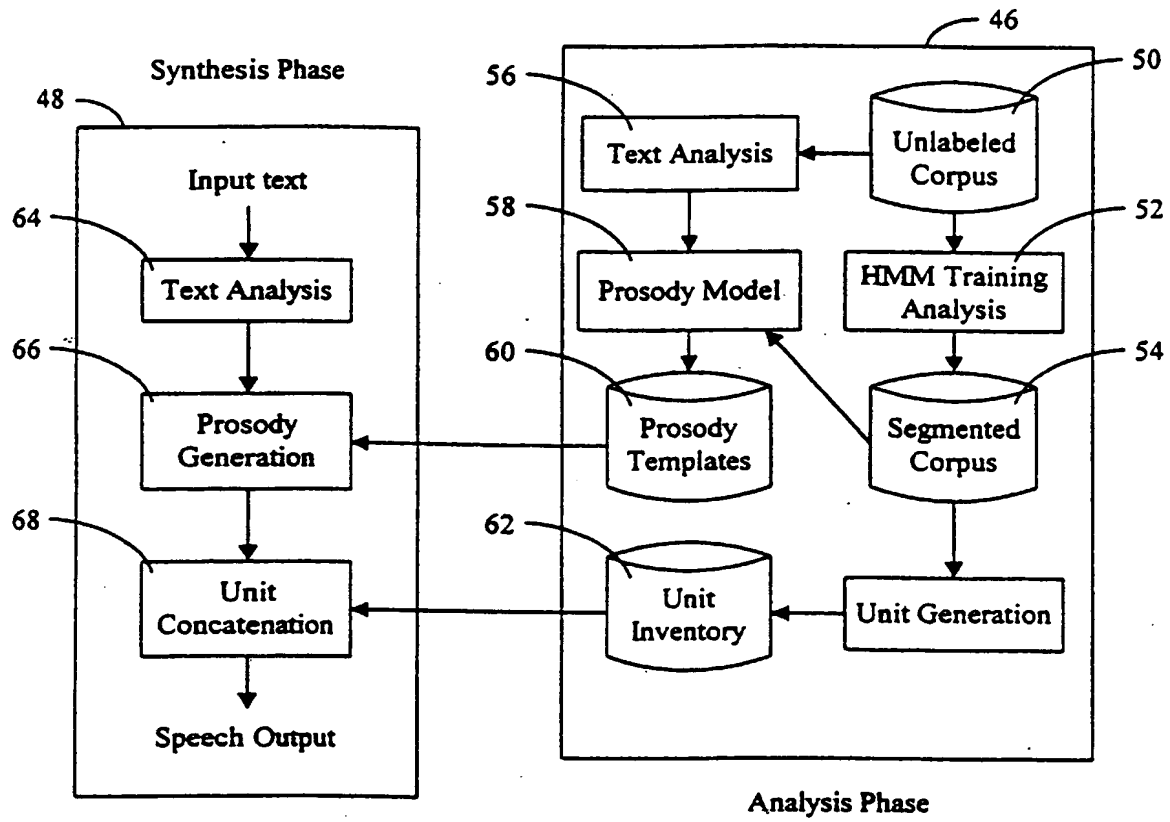 46
Synthesis Phase
48
Input text
64
Text Analysis
66
Prosody
Generation
68
Unit
Concatenation
Speech Output
56
50
Text Analysis
Unlabeled
Corpus
58
52
Prosody Model
HMM Training
Analysis
60
54
Prosody
Templates
Segmented
Corpus
62
Unit
Inventory
Unit Generation
Analysis Phase